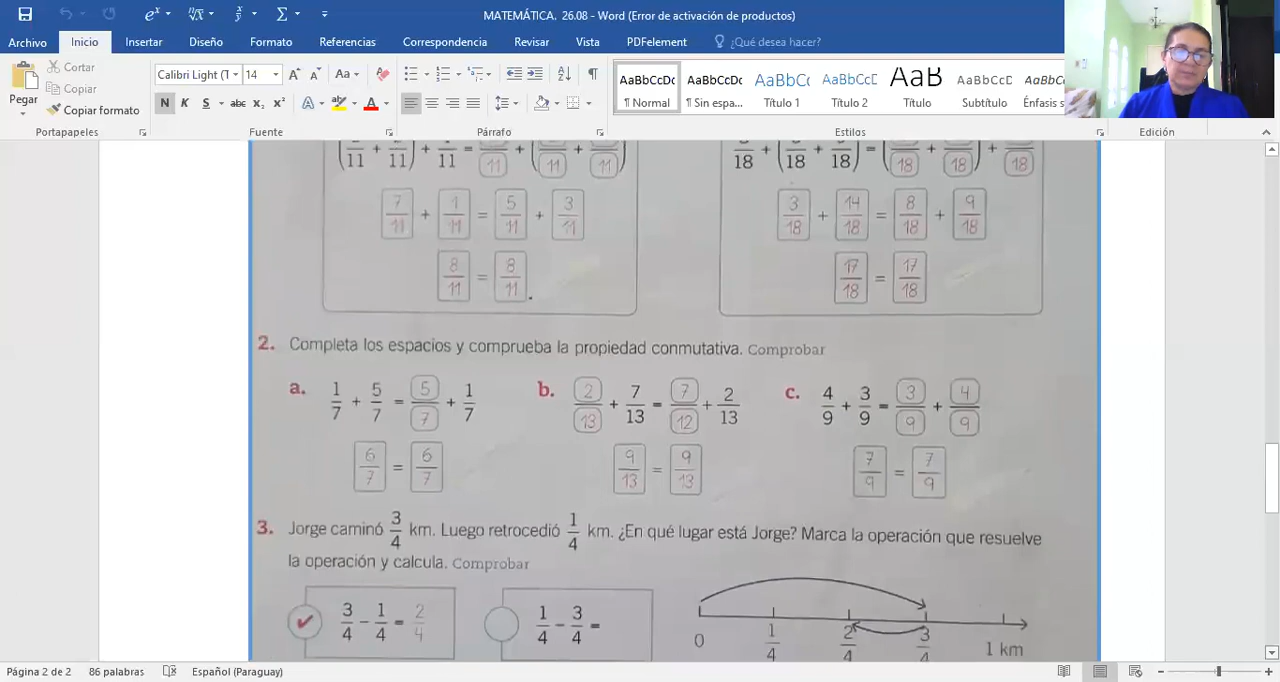 MATEMÁTICA. 26.08 - Word (Error de activación de productos)
Archivo Inicio Insertar Diseño Formato Referencias Correspondencia Revisar Vista PDFelement ¿Qué desea hacer?
Pegar Cortar Copiar Copiar formato
Calibri Light (T 14
N K S abc x₂ x²
AaBbCcDc AaBbCcDc AaBbCc AaBbCcD AaB AaBbCcD AaBbC
¶ Normal ¶ Sin espa... Título 1 Título 2 Título Subtítulo Énfasis s
Portapapeles Fuente Párrafo Estilos Edición
7/11 + 1/11 = 5/11 + 3/11
8/11 = 8/11.
3/18 + 14/18 = 8/18 + 9/18
17/18 = 17/18
2. Completa los espacios y comprueba la propiedad conmutativa. Comprobar
a. 1/7 + 5/7 = 5/7 + 1/7
6/7 = 6/7
b. 2/13 + 7/13 = 7/12 + 2/13
9/13 = 9/13
c. 4/9 + 3/9 = 3/9 + 4/9
7/9 = 7/9
3. Jorge caminó 3/4 km. Luego retrocedió 1/4 km. ¿En qué lugar está Jorge? Marca la operación que resuelve
la operación y calcula. Comprobar
3/4 - 1/4 = 2/4
1/4 - 3/4 =
0 1/4 2/4 3/4 1 km
Página 2 de 2 86 palabras Español (Paraguay)